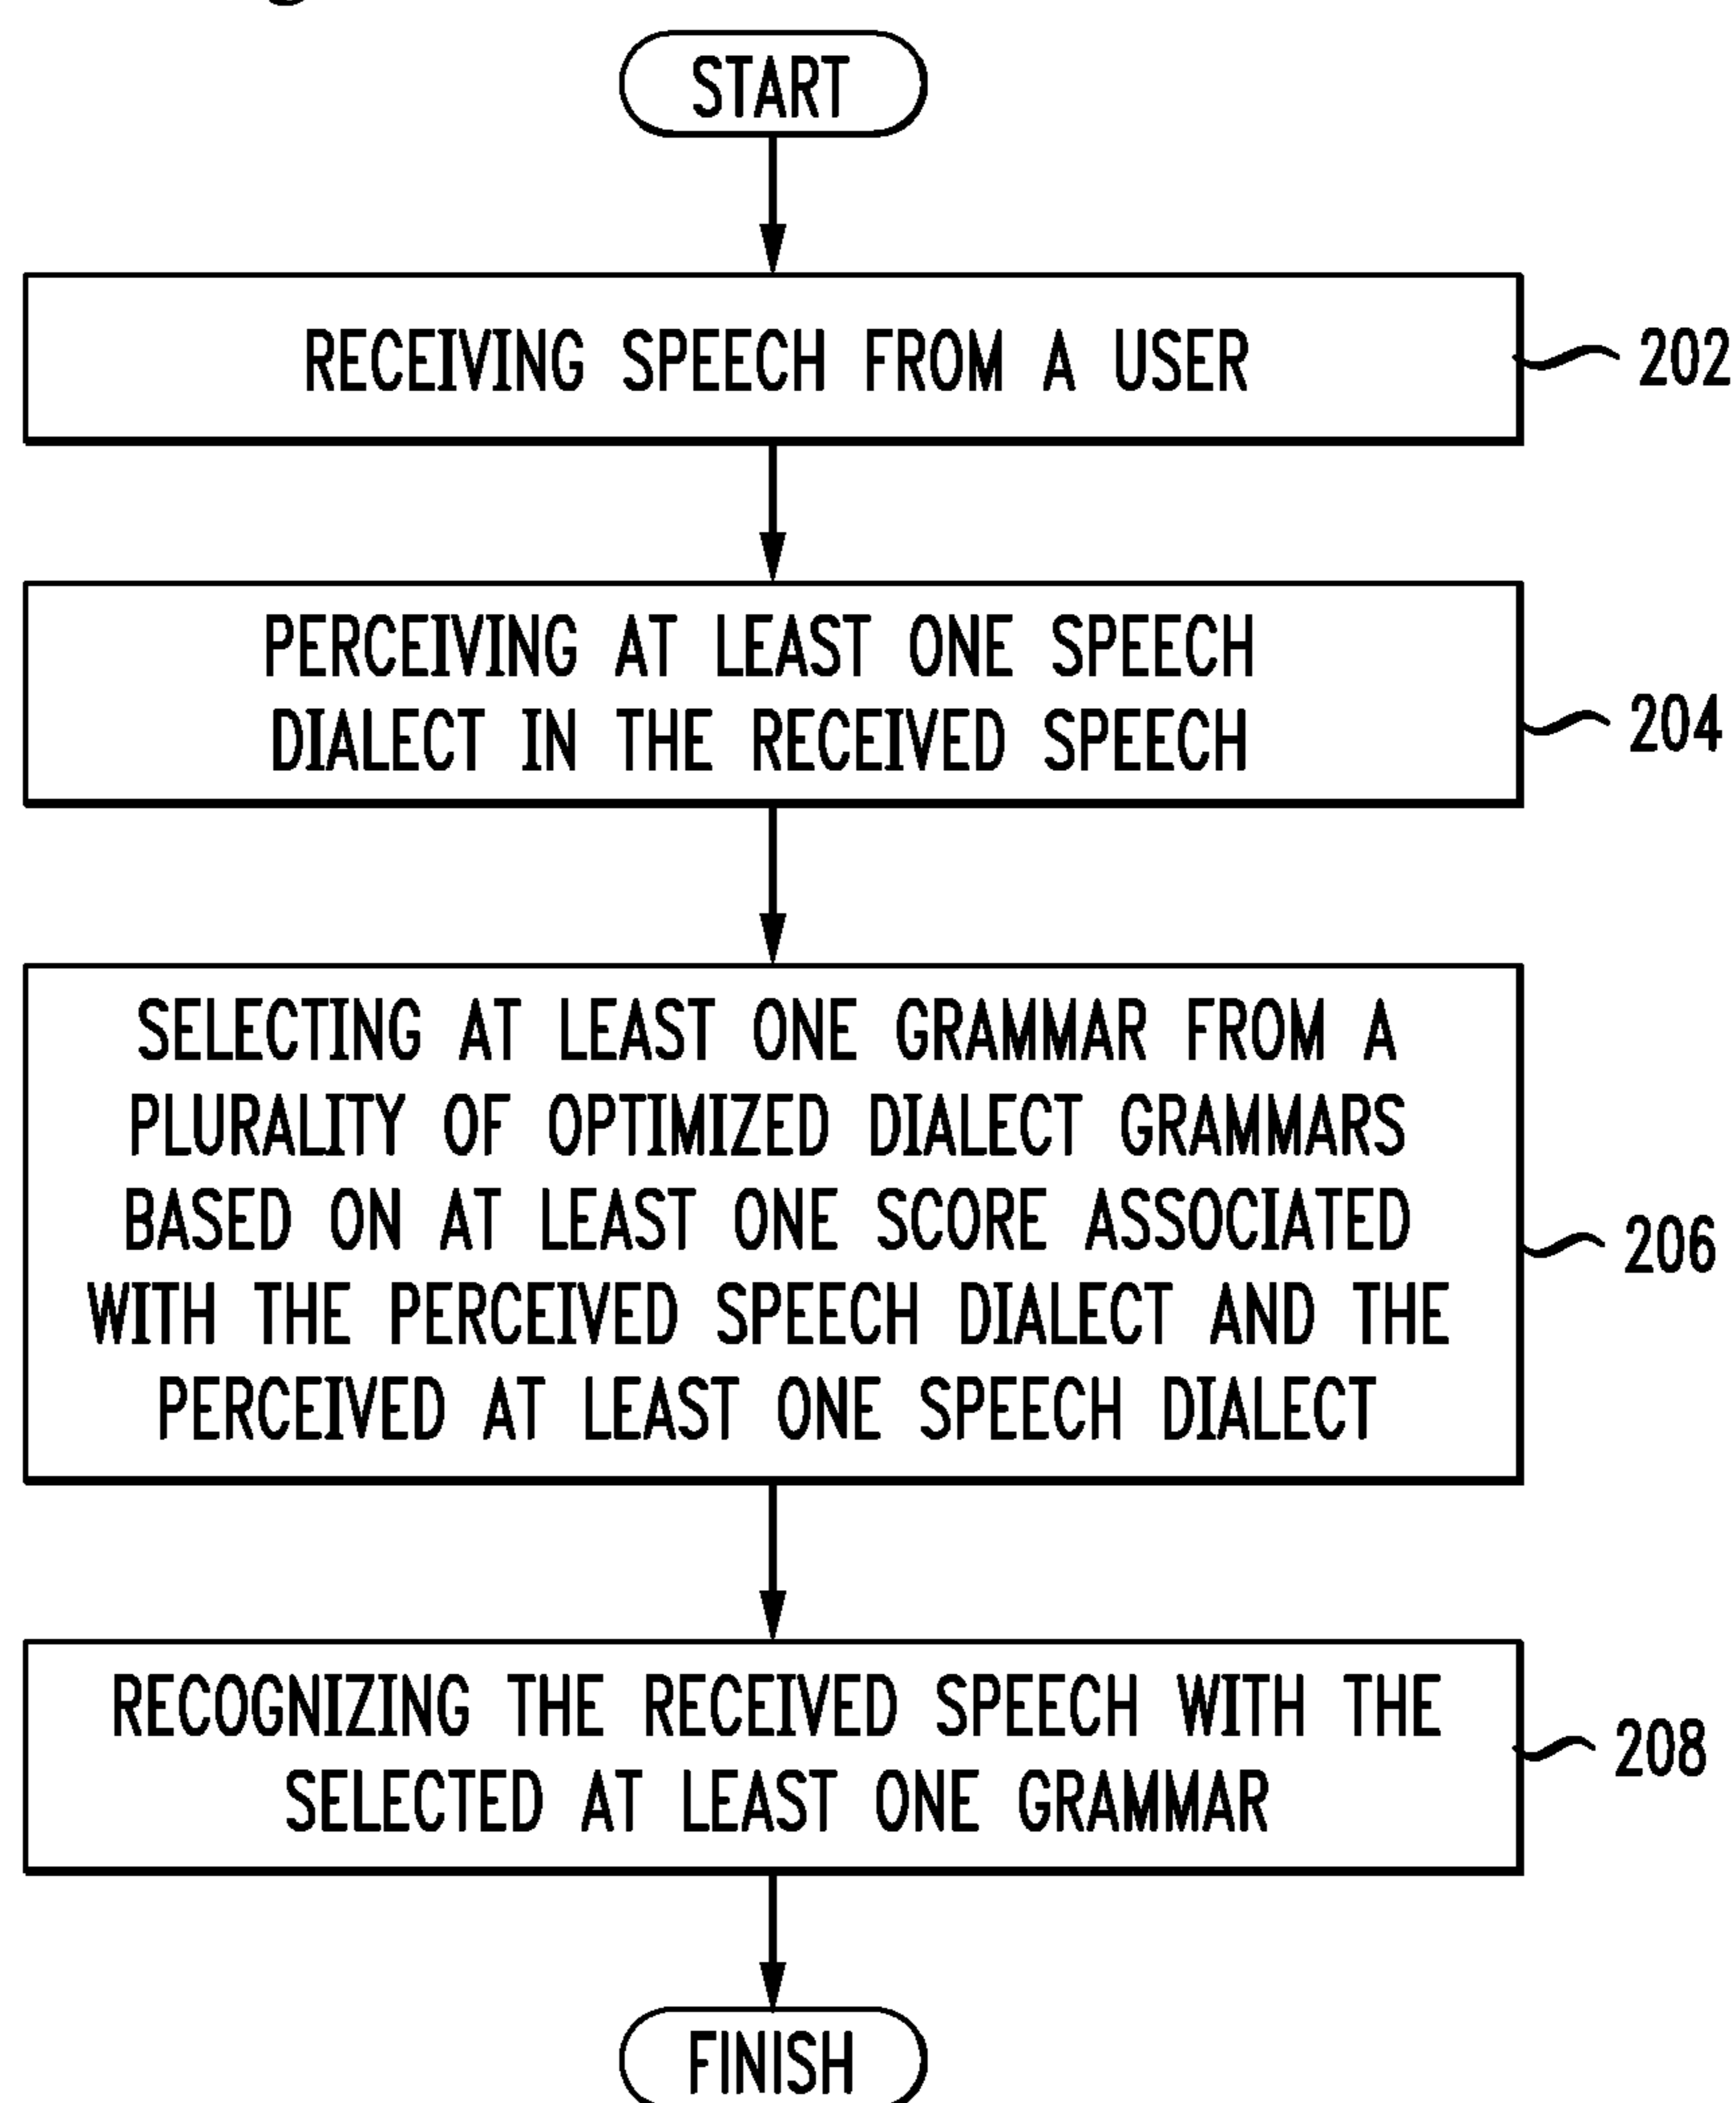 START
RECEIVING SPEECH FROM A USER
202
PERCEIVING AT LEAST ONE SPEECH
DIALECT IN THE RECEIVED SPEECH
204
SELECTING AT LEAST ONE GRAMMAR FROM A
PLURALITY OF OPTIMIZED DIALECT GRAMMARS
BASED ON AT LEAST ONE SCORE ASSOCIATED
WITH THE PERCEIVED SPEECH DIALECT AND THE
PERCEIVED AT LEAST ONE SPEECH DIALECT
206
RECOGNIZING THE RECEIVED SPEECH WITH THE
SELECTED AT LEAST ONE GRAMMAR
208
FINISH